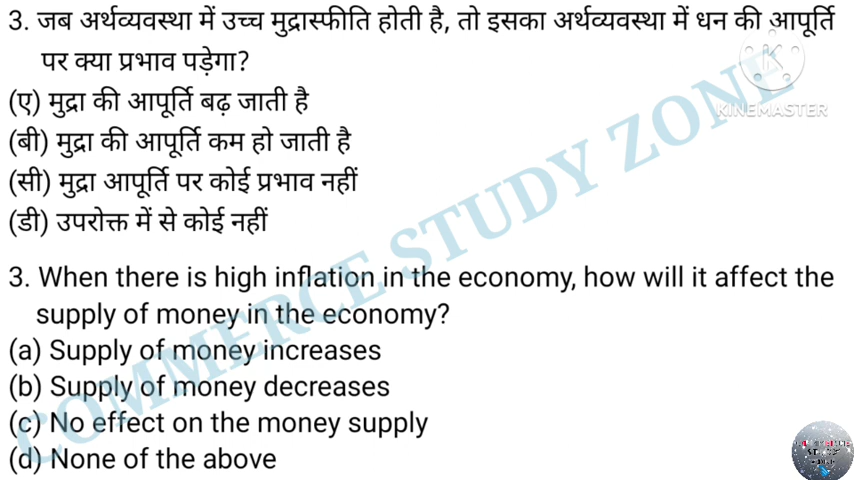 3. जब अर्थव्यवस्था में उच्च मुद्रास्फीति होती है, तो इसका अर्थव्यवस्था में धन की आपूर्ति
पर क्या प्रभाव पड़ेगा?
(ए) मुद्रा की आपूर्ति बढ़ जाती है
(बी) मुद्रा की आपूर्ति कम हो जाती है
(सी) मुद्रा आपूर्ति पर कोई प्रभाव नहीं
(डी) उपरोक्त में से कोई नहीं
3. When there is high inflation in the economy, how will it affect the
supply of money in the economy?
(a) Supply of money increases
(b) Supply of money decreases
(c) No effect on the money supply
(d) None of the above
COMMERCE STUDY ZONE
K
KINEMASTER